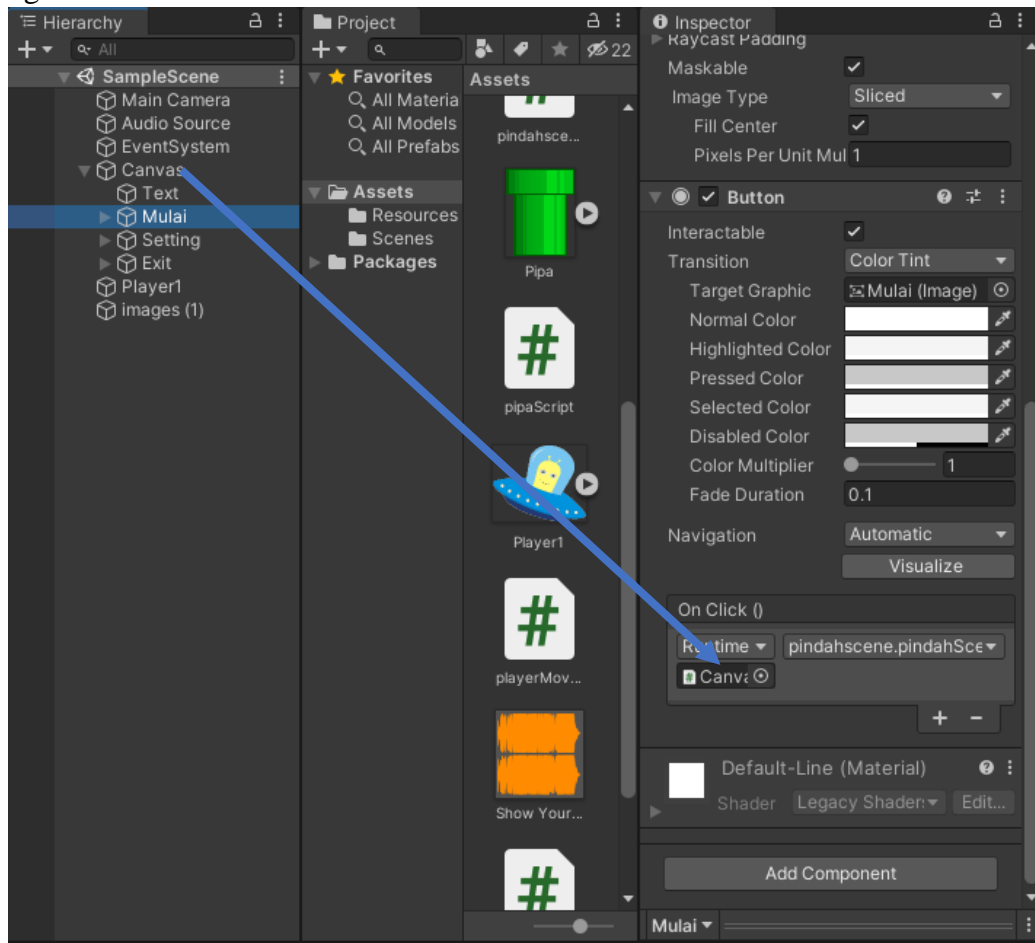 Hierarchy
All
SampleScene
Main Camera
Audio Source
EventSystem
Canvas
Text
Mulai
Setting
Exit
Player1
images (1)
Project
22
Favorites
All Materia
All Models
All Prefabs
Assets
Resources
Scenes
Packages
Assets
pindahsce...
Pipa
#
pipaScript
Player1
#
playerMov...
Show Your...
#
Inspector
Raycast Padding
Maskable
Image Type Sliced
Fill Center
Pixels Per Unit Mul 1
Button
Interactable
Transition Color Tint
Target Graphic Mulai (Image)
Normal Color
Highlighted Color
Pressed Color
Selected Color
Disabled Color
Color Multiplier 1
Fade Duration 0.1
Navigation Automatic
Visualize
On Click ()
Runtime pindahscene.pindahSce
Canva
+ -
Default-Line (Material)
Shader Legacy Shader: Edit...
Add Component
Mulai